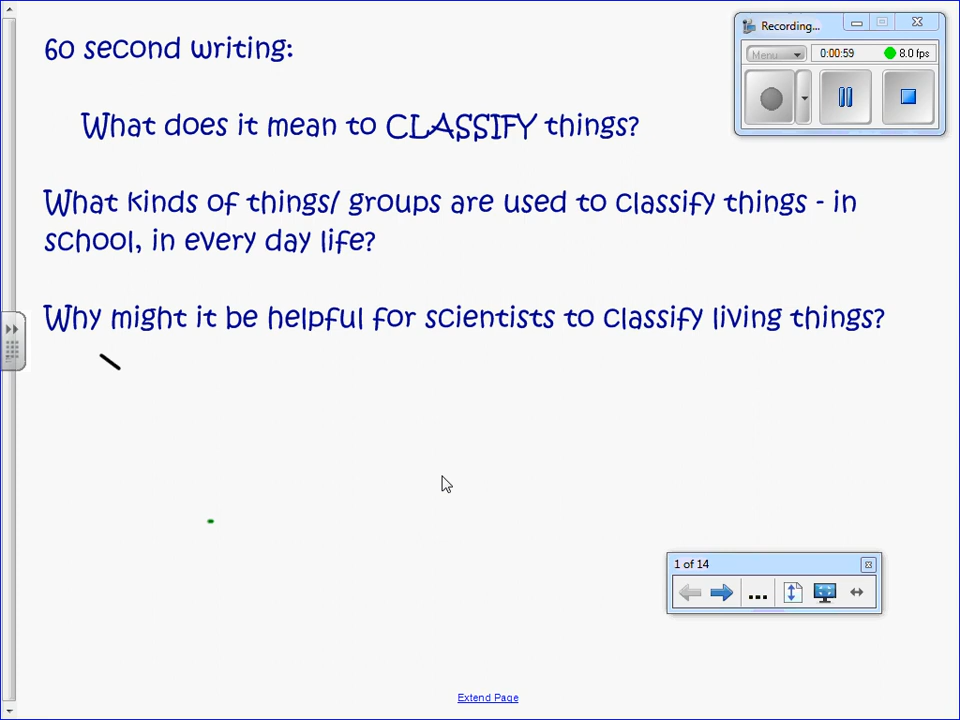 60 second writing:
Recording...
Menu
0:00:59
8.0 fps
What does it mean to CLASSIFY things?
What kinds of things/ groups are used to classify things - in
school, in every day life?
Why might it be helpful for scientists to classify living things?
1 of 14
...
Extend Page